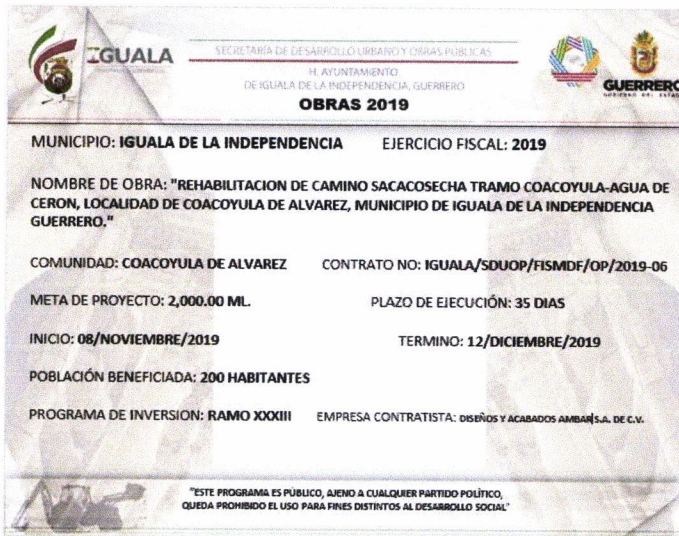 IGUALA
SECRETARÍA DE DESARROLLO URBANO Y OBRAS PÚBLICAS
H. AYUNTAMIENTO
DE IGUALA DE LA INDEPENDENCIA, GUERRERO
OBRAS 2019
GUERRERO
GOBIERNO DEL ESTADO
MUNICIPIO: IGUALA DE LA INDEPENDENCIA EJERCICIO FISCAL: 2019
NOMBRE DE OBRA: "REHABILITACION DE CAMINO SACACOSECHA TRAMO COACOYULA-AGUA DE
CERON, LOCALIDAD DE COACOYULA DE ALVAREZ, MUNICIPIO DE IGUALA DE LA INDEPENDENCIA
GUERRERO."
COMUNIDAD: COACOYULA DE ALVAREZ CONTRATO NO: IGUALA/SDUOP/FISMDF/OP/2019-06
META DE PROYECTO: 2,000.00 ML. PLAZO DE EJECUCIÓN: 35 DIAS
INICIO: 08/NOVIEMBRE/2019 TERMINO: 12/DICIEMBRE/2019
POBLACIÓN BENEFICIADA: 200 HABITANTES
PROGRAMA DE INVERSION: RAMO XXXIII EMPRESA CONTRATISTA: DISEÑOS Y ACABADOS AMBAR S.A. DE C.V.
"ESTE PROGRAMA ES PÚBLICO, AJENO A CUALQUIER PARTIDO POLÍTICO,
QUEDA PROHIBIDO EL USO PARA FINES DISTINTOS AL DESARROLLO SOCIAL"